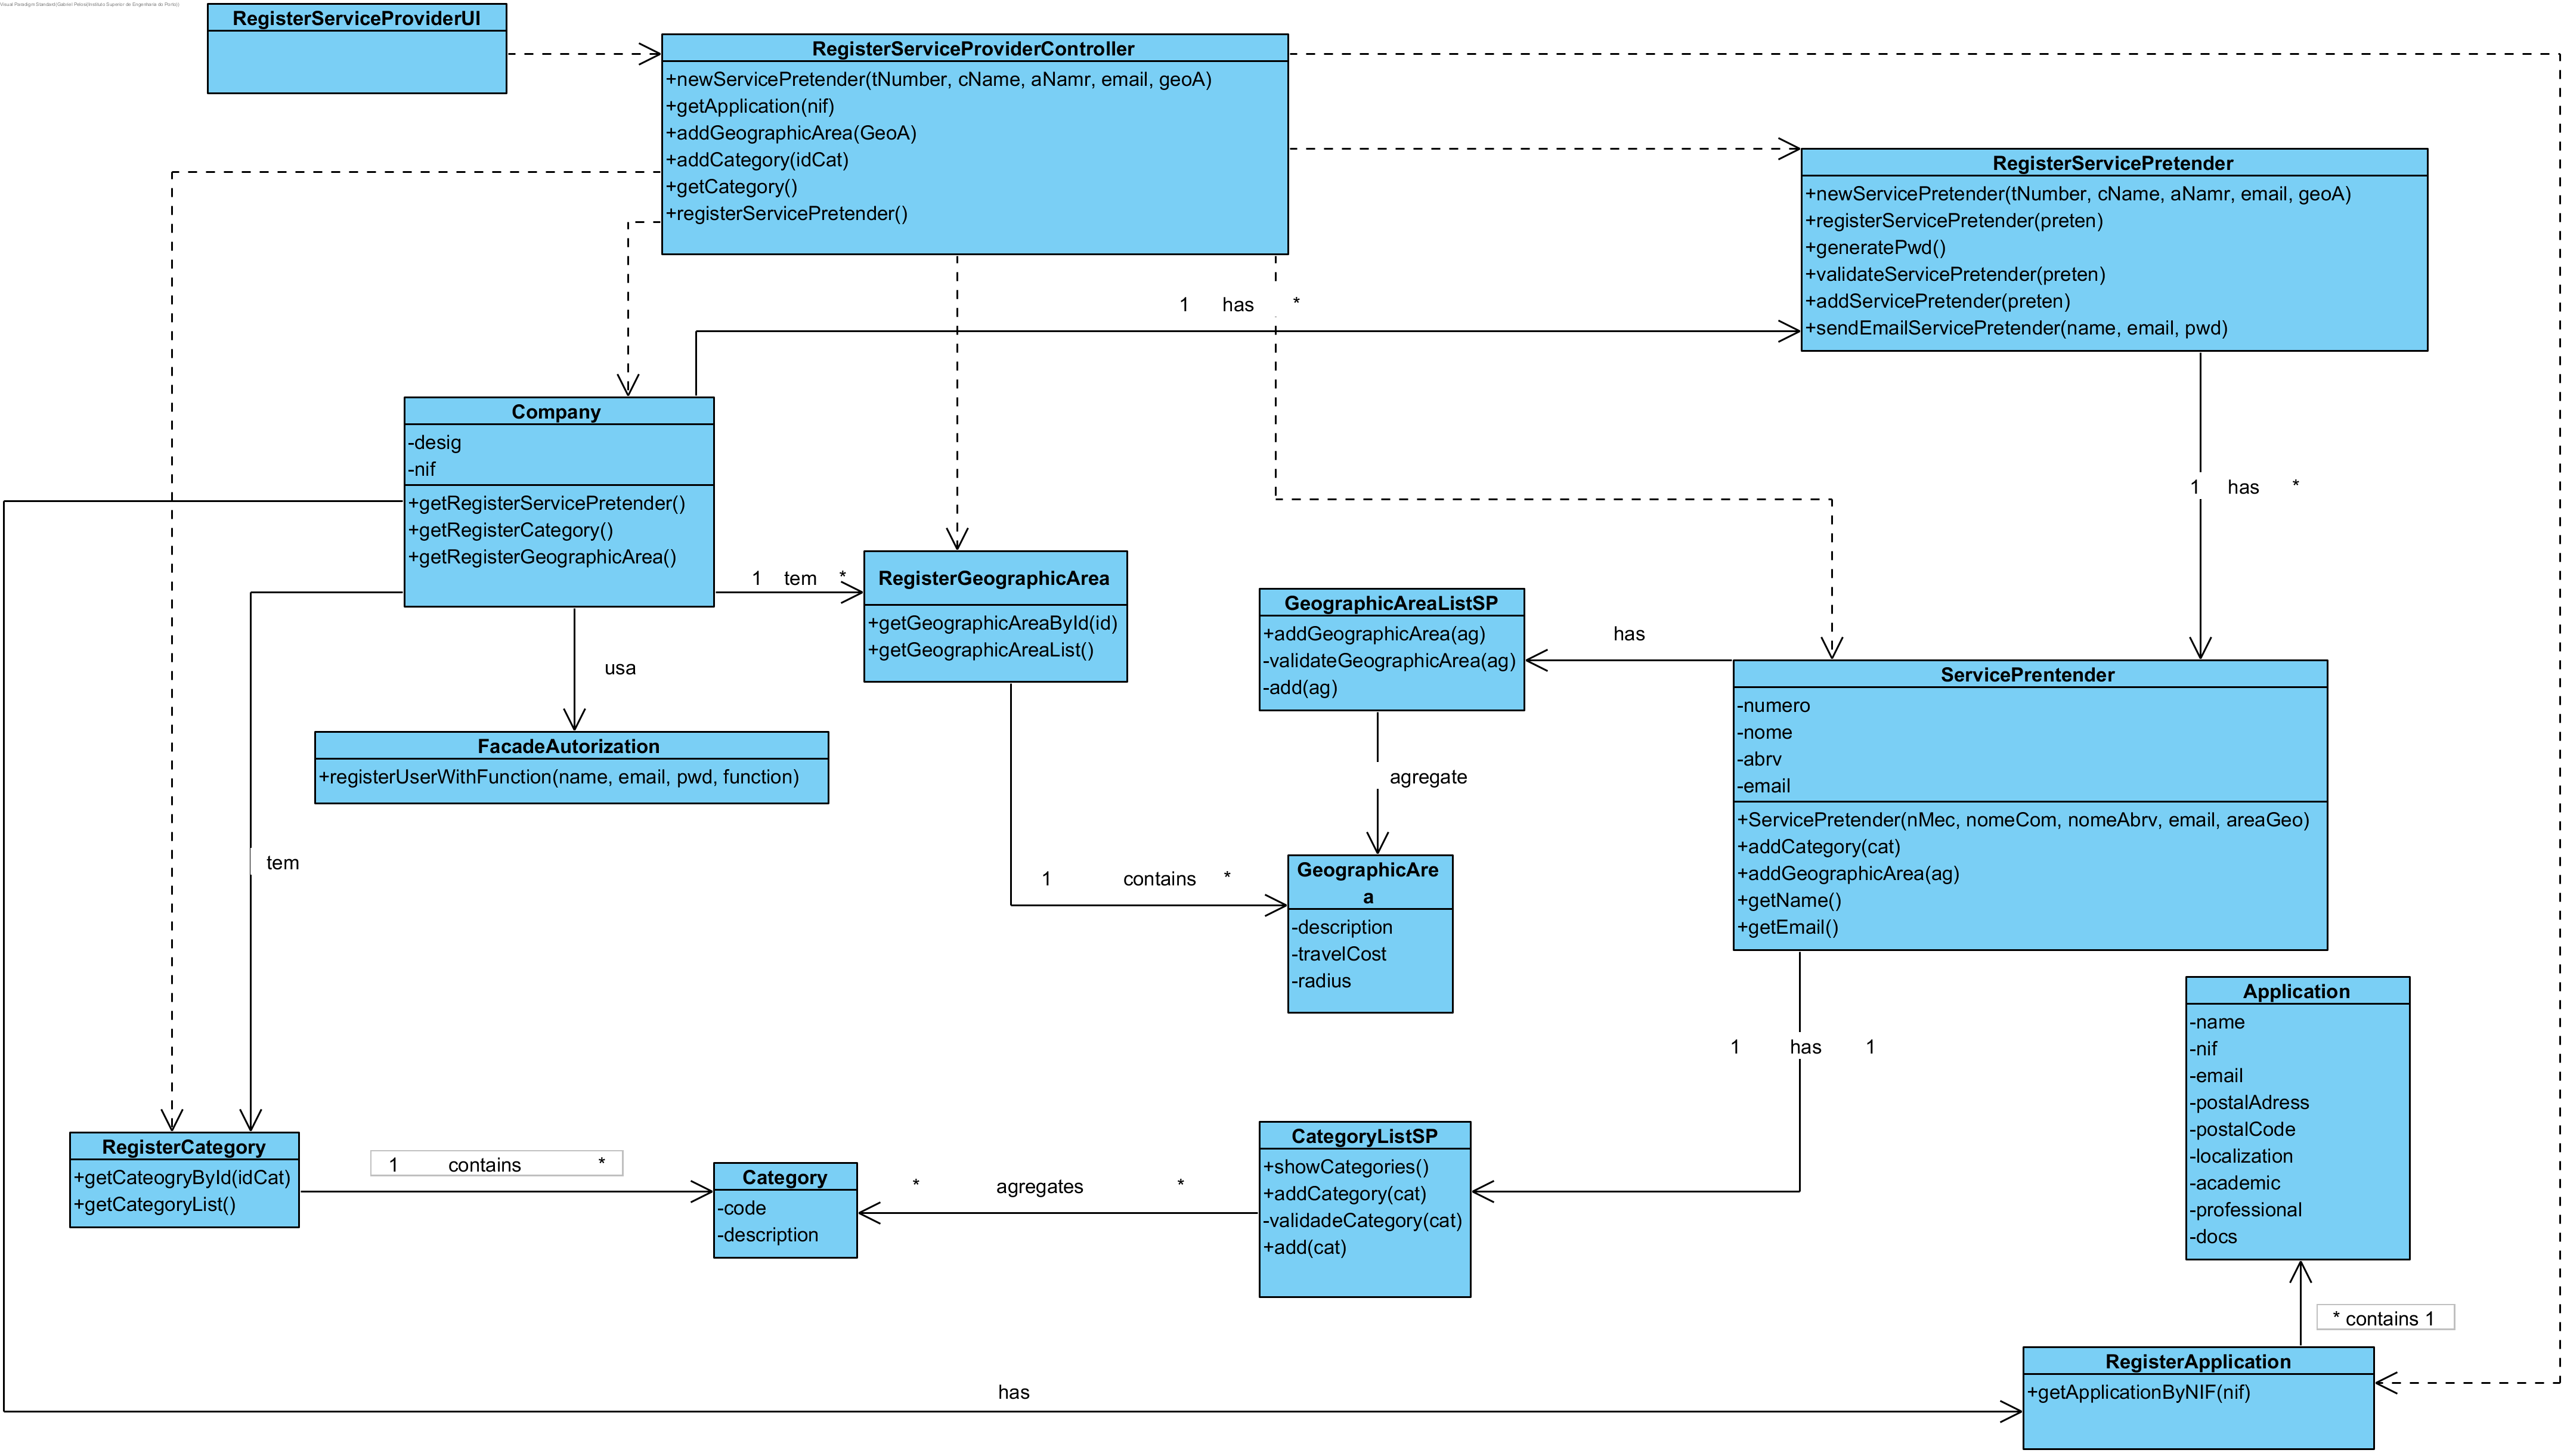 Visual Paradigm Standard(Gabriel Pelosi(Instituto Superior de Engenharia do Porto))
RegisterServiceProviderUI
RegisterServiceProviderController
+newServicePretender(tNumber, cName, aNamr, email, geoA)
+getApplication(nif)
+addGeographicArea(GeoA)
+addCategory(idCat)
+getCategory()
+registerServicePretender()
RegisterServicePretender
+newServicePretender(tNumber, cName, aNamr, email, geoA)
+registerServicePretender(preten)
+generatePwd()
+validateServicePretender(preten)
+addServicePretender(preten)
+sendEmailServicePretender(name, email, pwd)
1 has *
Company
-desig
-nif
+getRegisterServicePretender()
+getRegisterCategory()
+getRegisterGeographicArea()
1 has *
1 tem *
RegisterGeographicArea
+getGeographicAreaById(id)
+getGeographicAreaList()
GeographicAreaListSP
+addGeographicArea(ag)
-validateGeographicArea(ag)
-add(ag)
has
ServicePrentender
-numero
-nome
-abrv
-email
+ServicePretender(nMec, nomeCom, nomeAbrv, email, areaGeo)
+addCategory(cat)
+addGeographicArea(ag)
+getName()
+getEmail()
usa
FacadeAutorization
+registerUserWithFunction(name, email, pwd, function)
agregate
tem
1 contains *
GeographicAre
a
-description
-travelCost
-radius
1 has 1
Application
-name
-nif
-email
-postalAdress
-postalCode
-localization
-academic
-professional
-docs
RegisterCategory
+getCateogryById(idCat)
+getCategoryList()
1 contains *
Category
-code
-description
* agregates *
CategoryListSP
+showCategories()
+addCategory(cat)
-validadeCategory(cat)
+add(cat)
* contains 1
RegisterApplication
+getApplicationByNIF(nif)
has